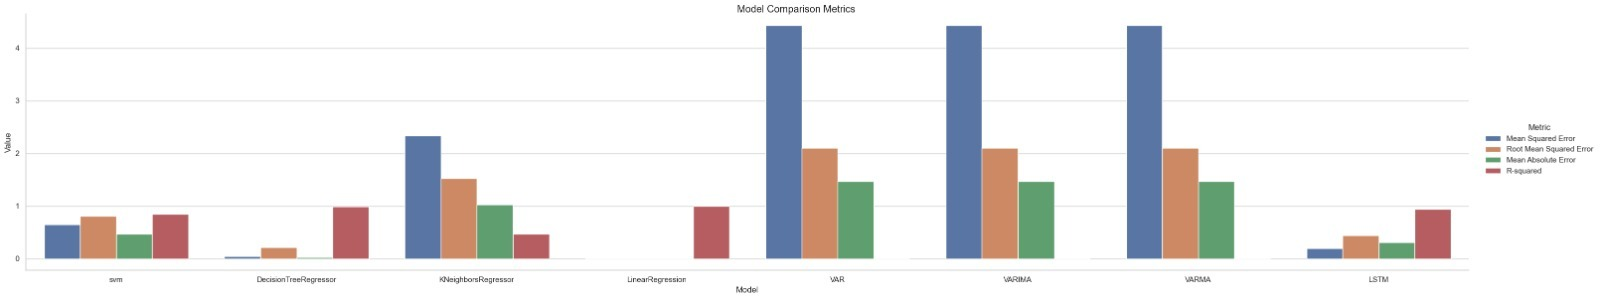 Model Comparison Metrics
Value
4
3
2
1
0
svm
DecisionTreeRegressor
KNeighborsRegressor
LinearRegression
VAR
VARIMA
VARMA
LSTM
Model
Metric
Mean Squared Error
Root Mean Squared Error
Mean Absolute Error
R-squared